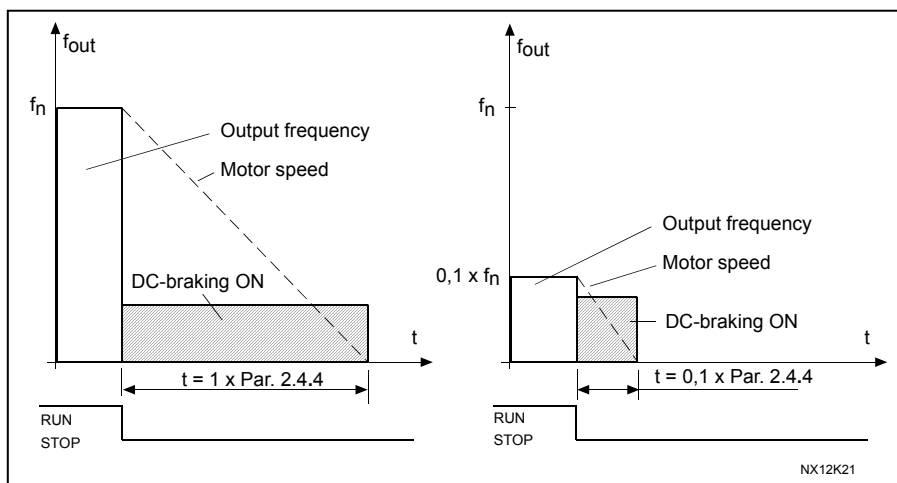 fout
fn
Output frequency
Motor speed
DC-braking ON
t
t = 1 x Par. 2.4.4
RUN
STOP
fout
fn
Output frequency
Motor speed
0,1 x fn
DC-braking ON
t
t = 0,1 x Par. 2.4.4
RUN
STOP
NX12K21